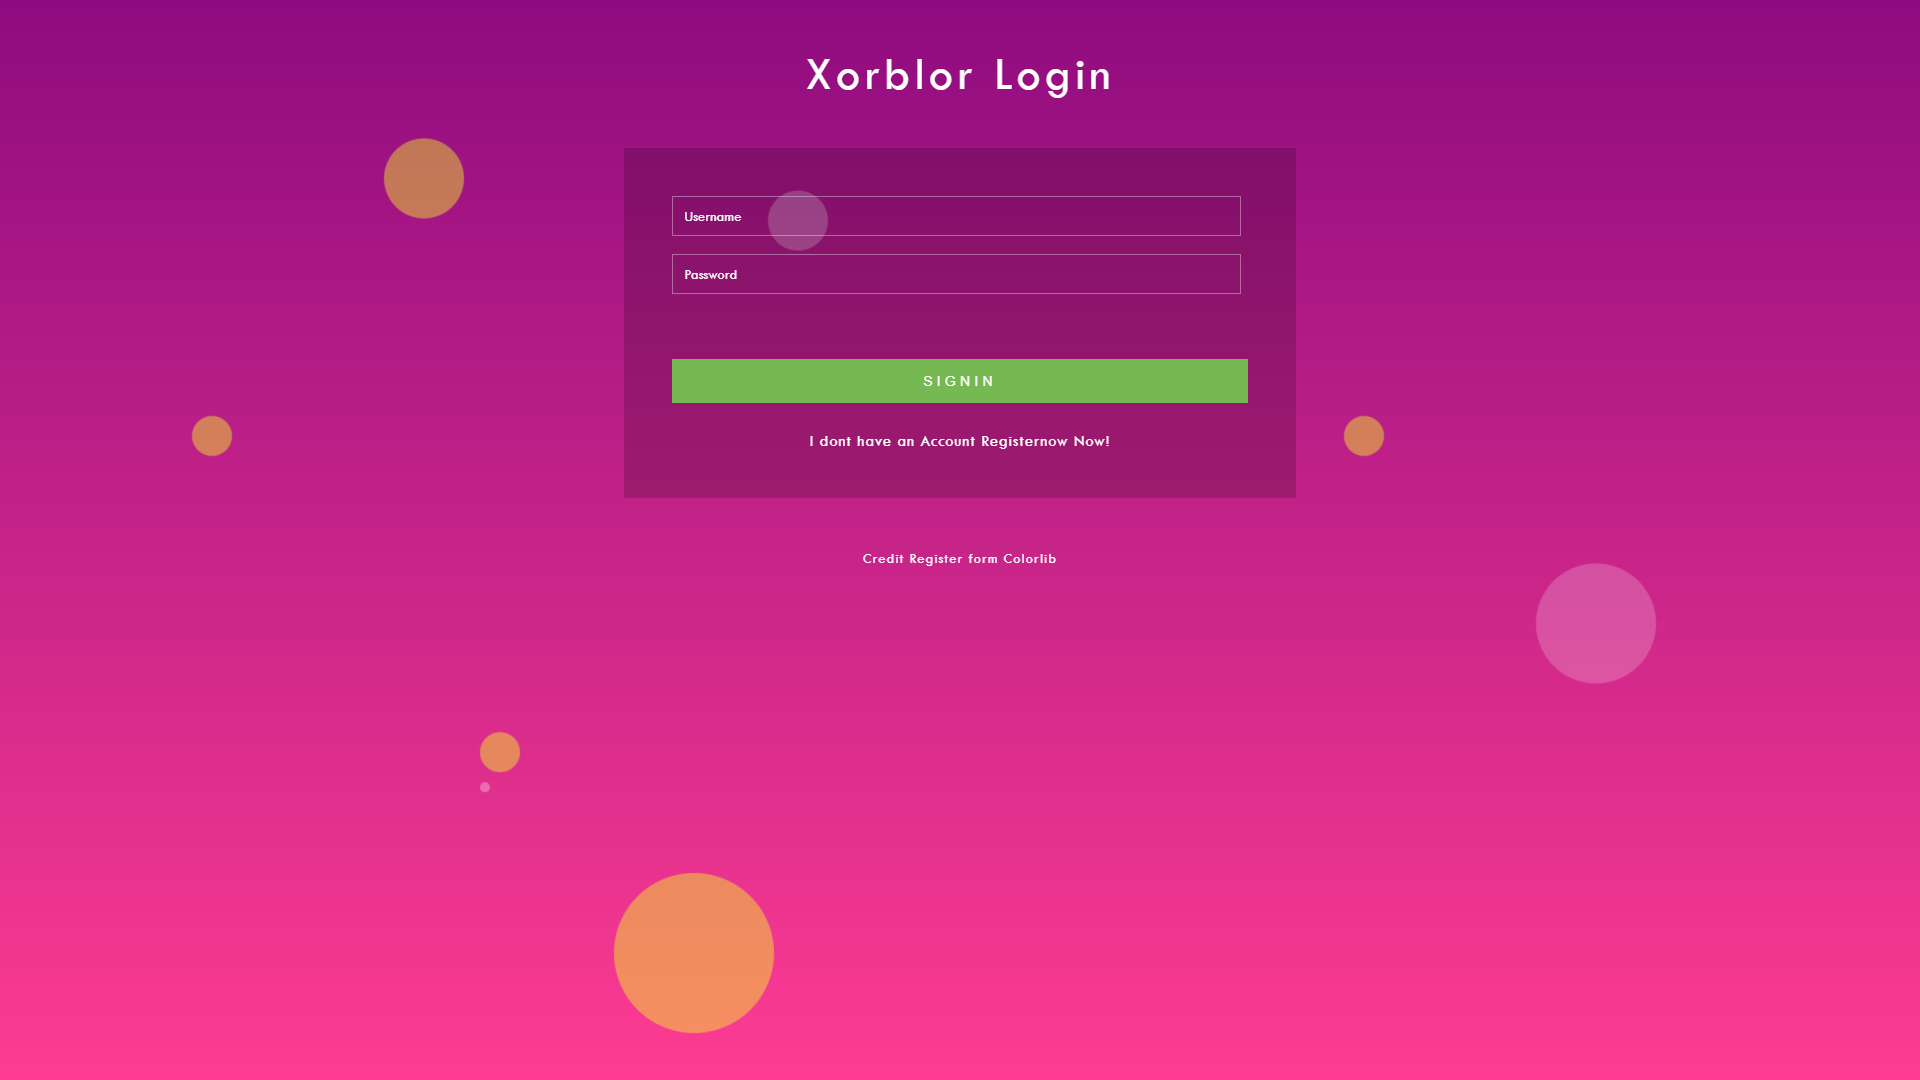 Xorblor Login
Username
Password
SIGNIN
I dont have an Account Registernow Now!
Credit Register form Colorlib